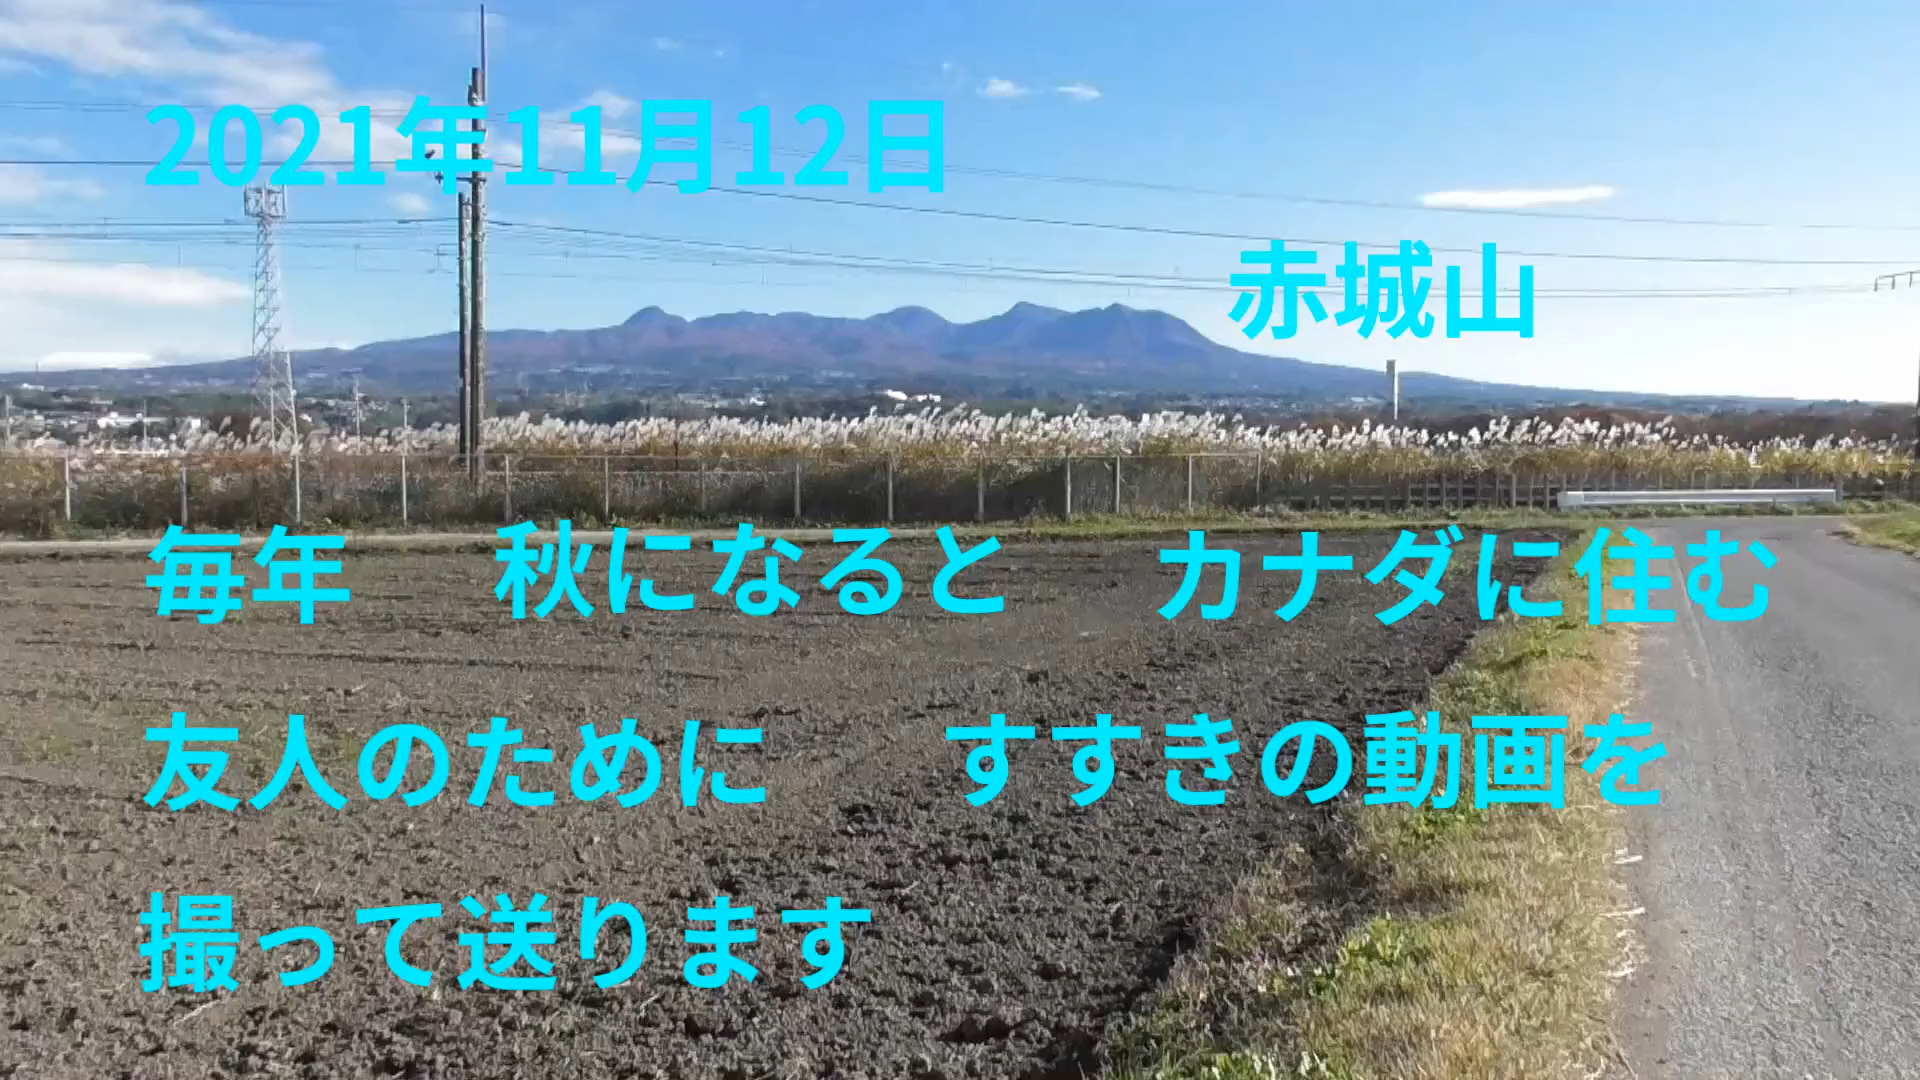 2021年11月12日
赤城山
毎年　秋になると　カナダに住む
友人のために　すすきの動画を
撮って送ります